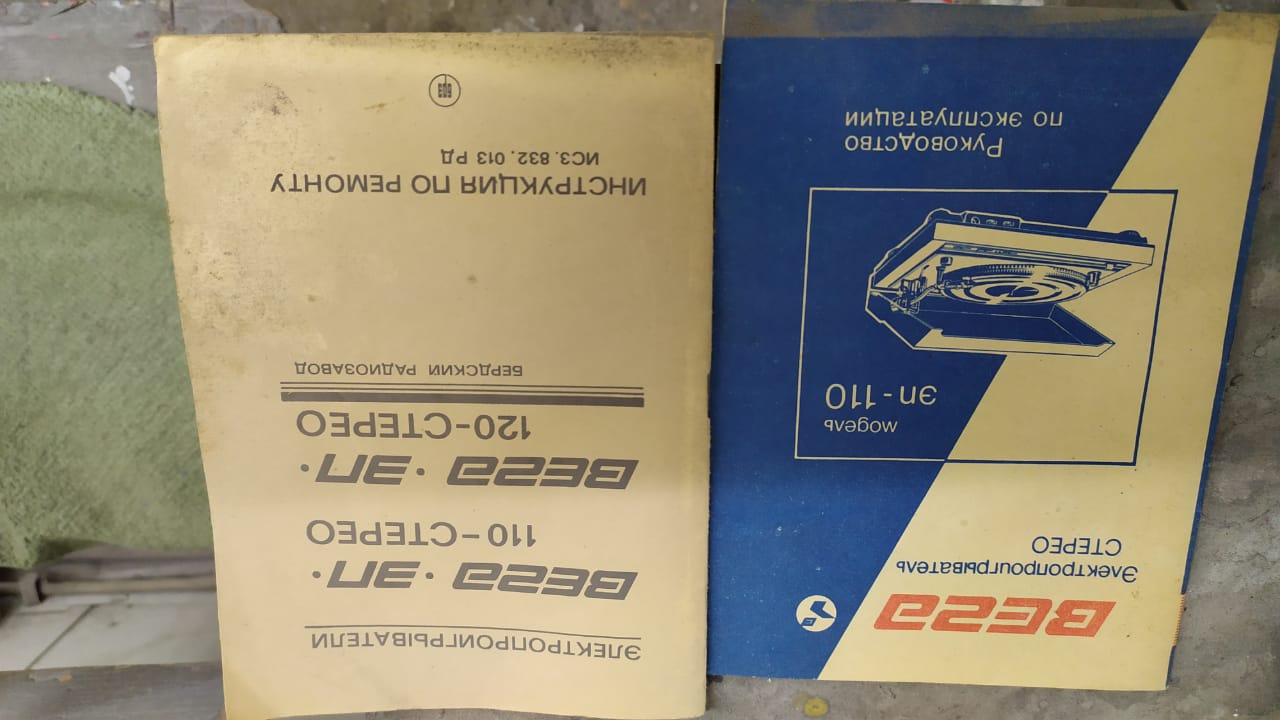 ЭЛЕКТРОПРОИГРЫВАТЕЛИ
ВЕГА · ЭП ·
110-СТЕРЕО
ВЕГА · ЭП ·
120-СТЕРЕО
БЕРДСКИЙ РАДИОЗАВОД
ИНСТРУКЦИЯ ПО РЕМОНТУ
ИСЗ. 832. 013 РД
ВЕГА
Электропроигрыватель
СТЕРЕО
модель
эп-110
Руководство
по эксплуатации